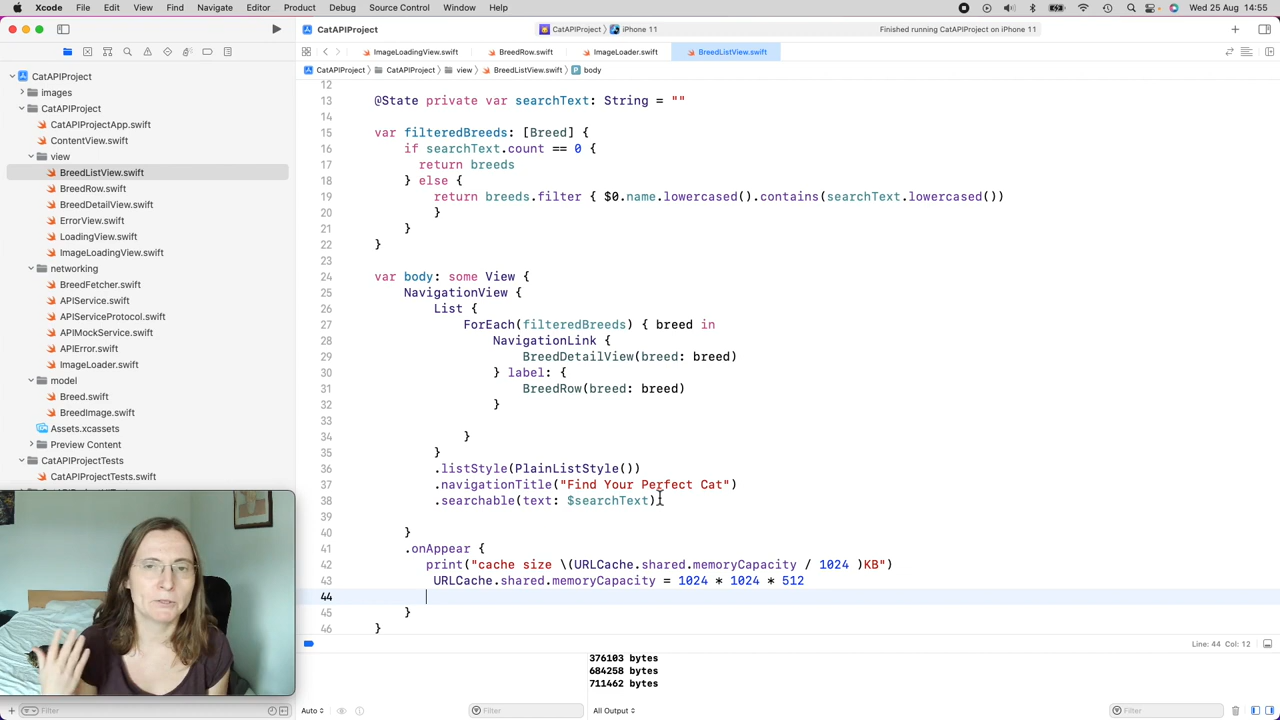 Xcode File Edit View Find Navigate Editor Product Debug Source Control Window Help Wed 25 Aug 14:55
CatAPIProject CatAPIProject 〉 iPhone 11 Finished running CatAPIProject on iPhone 11
ImageLoadingView.swift BreedRow.swift ImageLoader.swift BreedListView.swift
CatAPIProject 〉 CatAPIProject 〉 view 〉 BreedListView.swift 〉 P body
CatAPIProject
images
CatAPIProject
CatAPIProjectApp.swift
ContentView.swift
view
BreedListView.swift
BreedRow.swift
BreedDetailView.swift
ErrorView.swift
LoadingView.swift
ImageLoadingView.swift
networking
BreedFetcher.swift
APIService.swift
APIServiceProtocol.swift
APIMockService.swift
APIError.swift
ImageLoader.swift
model
Breed.swift
BreedImage.swift
Assets.xcassets
Preview Content
CatAPIProjectTests
CatAPIProjectTests.swift
12
13 @State private var searchText: String = ""
14
15 var filteredBreeds: [Breed] {
16 if searchText.count == 0 {
17 return breeds
18 } else {
19 return breeds.filter { $0.name.lowercased().contains(searchText.lowercased())
20 }
21 }
22 }
23
24 var body: some View {
25 NavigationView {
26 List {
27 ForEach(filteredBreeds) { breed in
28 NavigationLink {
29 BreedDetailView(breed: breed)
30 } label: {
31 BreedRow(breed: breed)
32 }
33
34 }
35 }
36 .listStyle(PlainListStyle())
37 .navigationTitle("Find Your Perfect Cat")
38 .searchable(text: $searchText)
39
40 }
41 .onAppear {
42 print("cache size \(URLCache.shared.memoryCapacity / 1024 )KB")
43 URLCache.shared.memoryCapacity = 1024 * 1024 * 512
44
45 }
46 }
Line: 44 Col: 12
376103 bytes
684258 bytes
711462 bytes
Filter Auto Filter All Output Filter